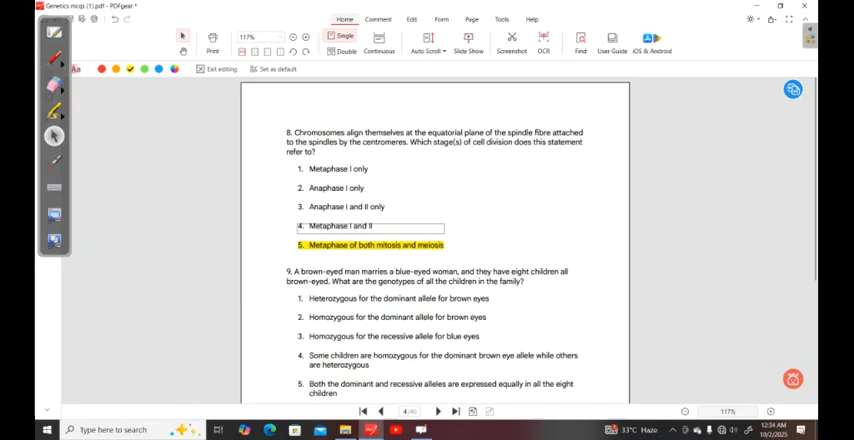 Genetics mcqs (1).pdf - PDFgear
Home Comment Edit Form Page Tools Help
117%
Single
Print Double Continuous Auto Scroll Slide Show Screenshot OCR Find User Guide iOS & Android
Aa Exit editing Set as default
8. Chromosomes align themselves at the equatorial plane of the spindle fibre attached
to the spindles by the centromeres. Which stage(s) of cell division does this statement
refer to?
1. Metaphase I only
2. Anaphase I only
3. Anaphase I and II only
4. Metaphase I and II
5. Metaphase of both mitosis and meiosis
9. A brown-eyed man marries a blue-eyed woman, and they have eight children all
brown-eyed. What are the genotypes of all the children in the family?
1. Heterozygous for the dominant allele for brown eyes
2. Homozygous for the dominant allele for brown eyes
3. Homozygous for the recessive allele for blue eyes
4. Some children are homozygous for the dominant brown eye allele while others
are heterozygous
5. Both the dominant and recessive alleles are expressed equally in all the eight
children
117%
Type here to search
33°C Haze
12:34 AM
10/2/2025